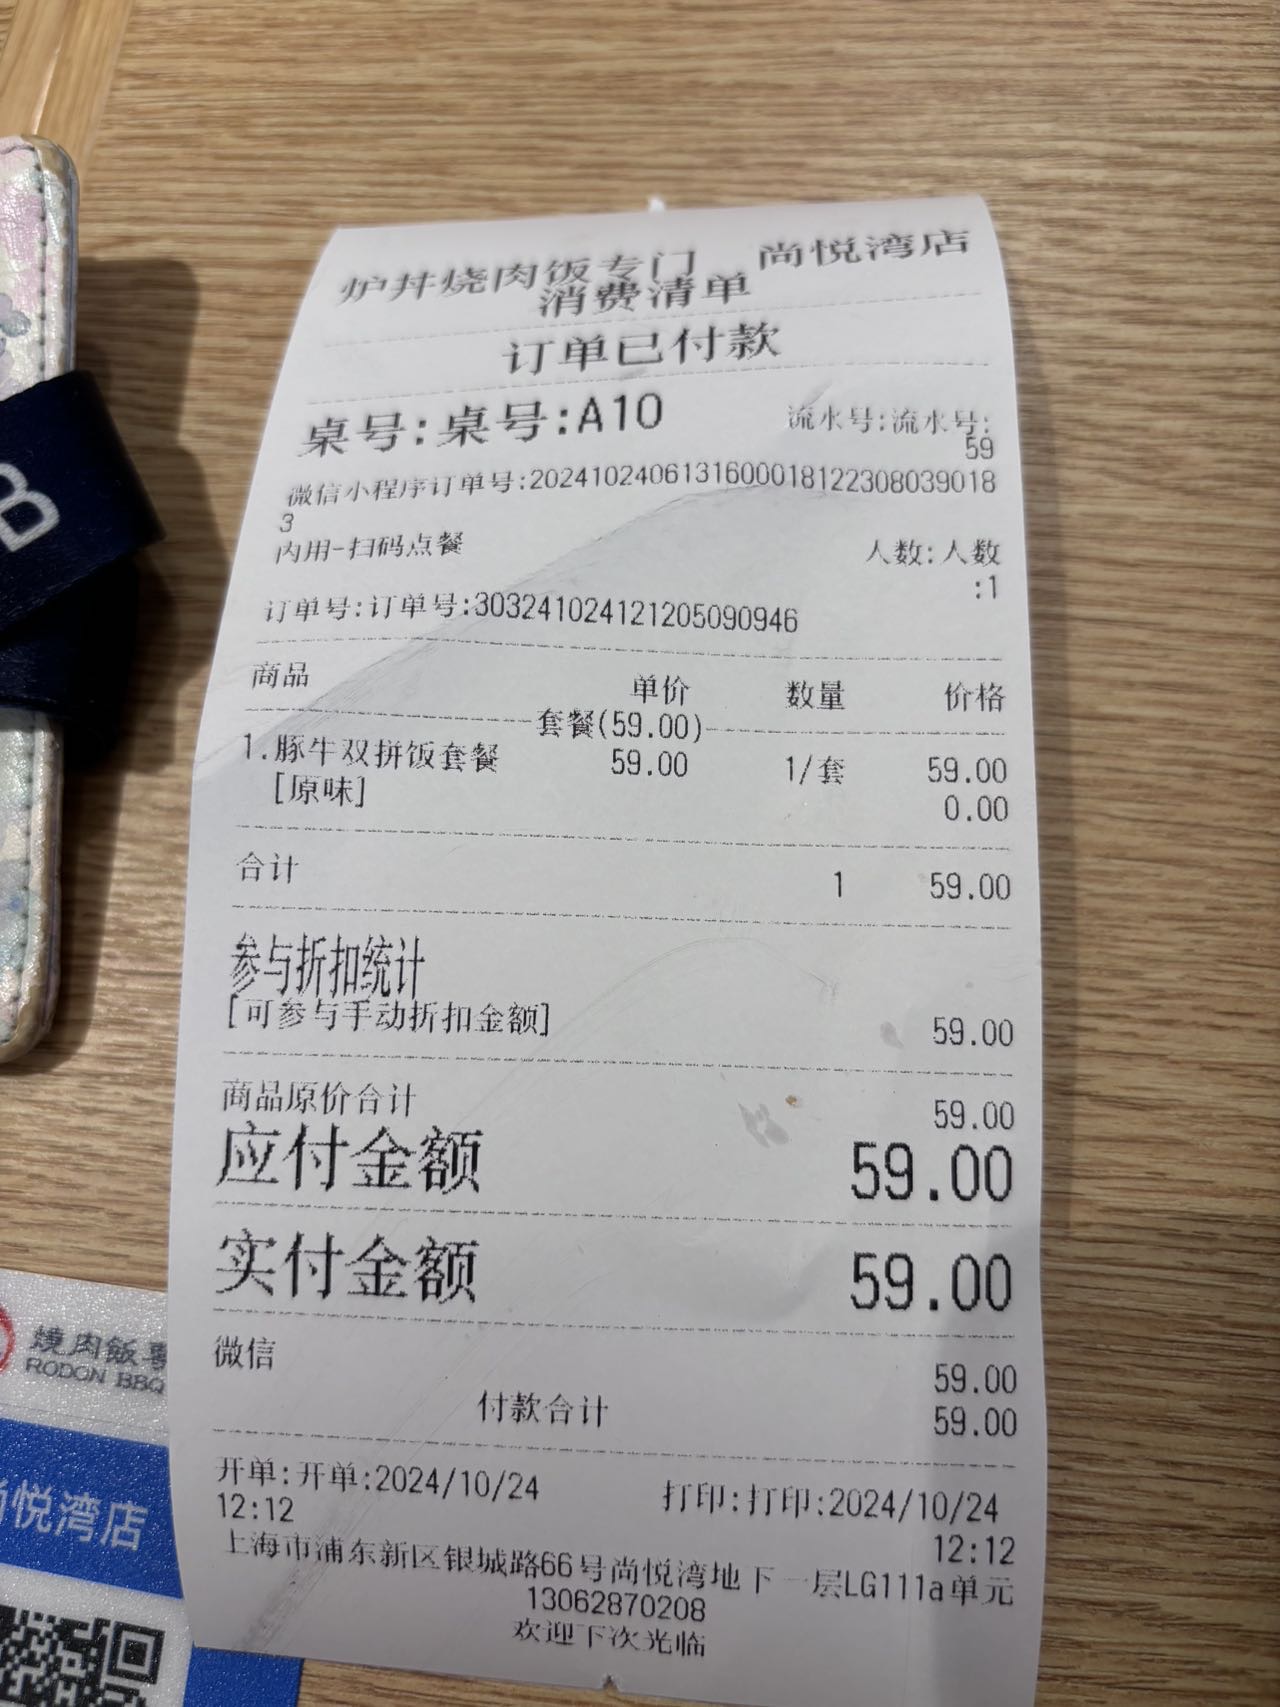 炉丼烧肉饭专门 尚悦湾店
消费清单
订单已付款
桌号:桌号:A10
流水号:流水号:
59
微信小程序订单号:202410240613160001812230803901​8
3
内用-扫码点餐
人数:人数
:1
订单号:订单号:303241024121205090946
商品 单价 数量 价格
套餐(59.00)
1.豚牛双拼饭套餐 59.00 1/套 59.00
[原味] 0.00
合计 1 59.00
参与折扣统计
[可参与手动折扣金额] 59.00
商品原价合计 59.00
应付金额 59.00
实付金额 59.00
微信 59.00
付款合计 59.00
开单:开单:2024/10/24
12:12
打印:打印:2024/10/24
12:12
上海市浦东新区银城路66号尚悦湾地下一层LG111a单元
13062870208
欢迎下次光临
B
燒肉飯專
RODON BBQ
尚悦湾店